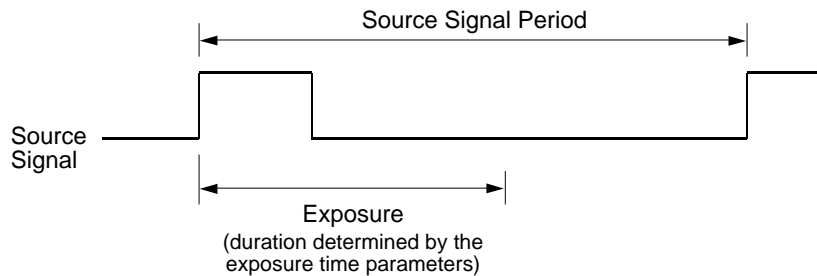 Source Signal Period
Source
Signal
Exposure
(duration determined by the
exposure time parameters)